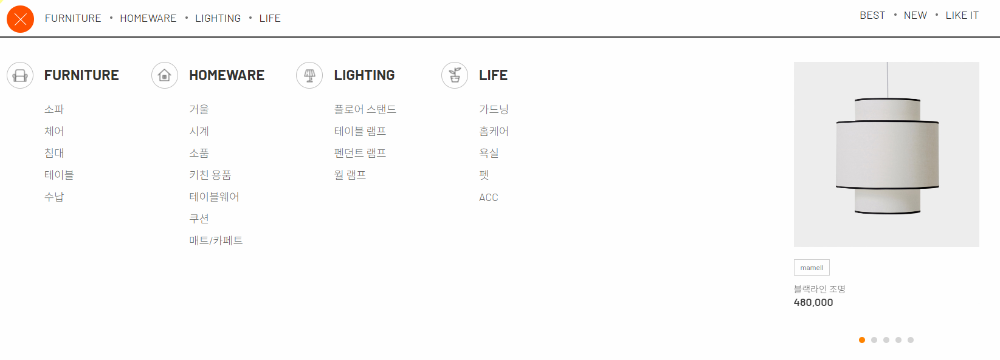 FURNITURE • HOMEWARE • LIGHTING • LIFE
BEST • NEW • LIKE IT
FURNITURE
소파
체어
침대
테이블
수납
HOMEWARE
거울
시계
소품
키친 용품
테이블웨어
쿠션
매트/카페트
LIGHTING
플로어 스탠드
테이블 램프
펜던트 램프
월 램프
LIFE
가드닝
홈케어
욕실
펫
ACC
mamell
블랙라인 조명
480,000